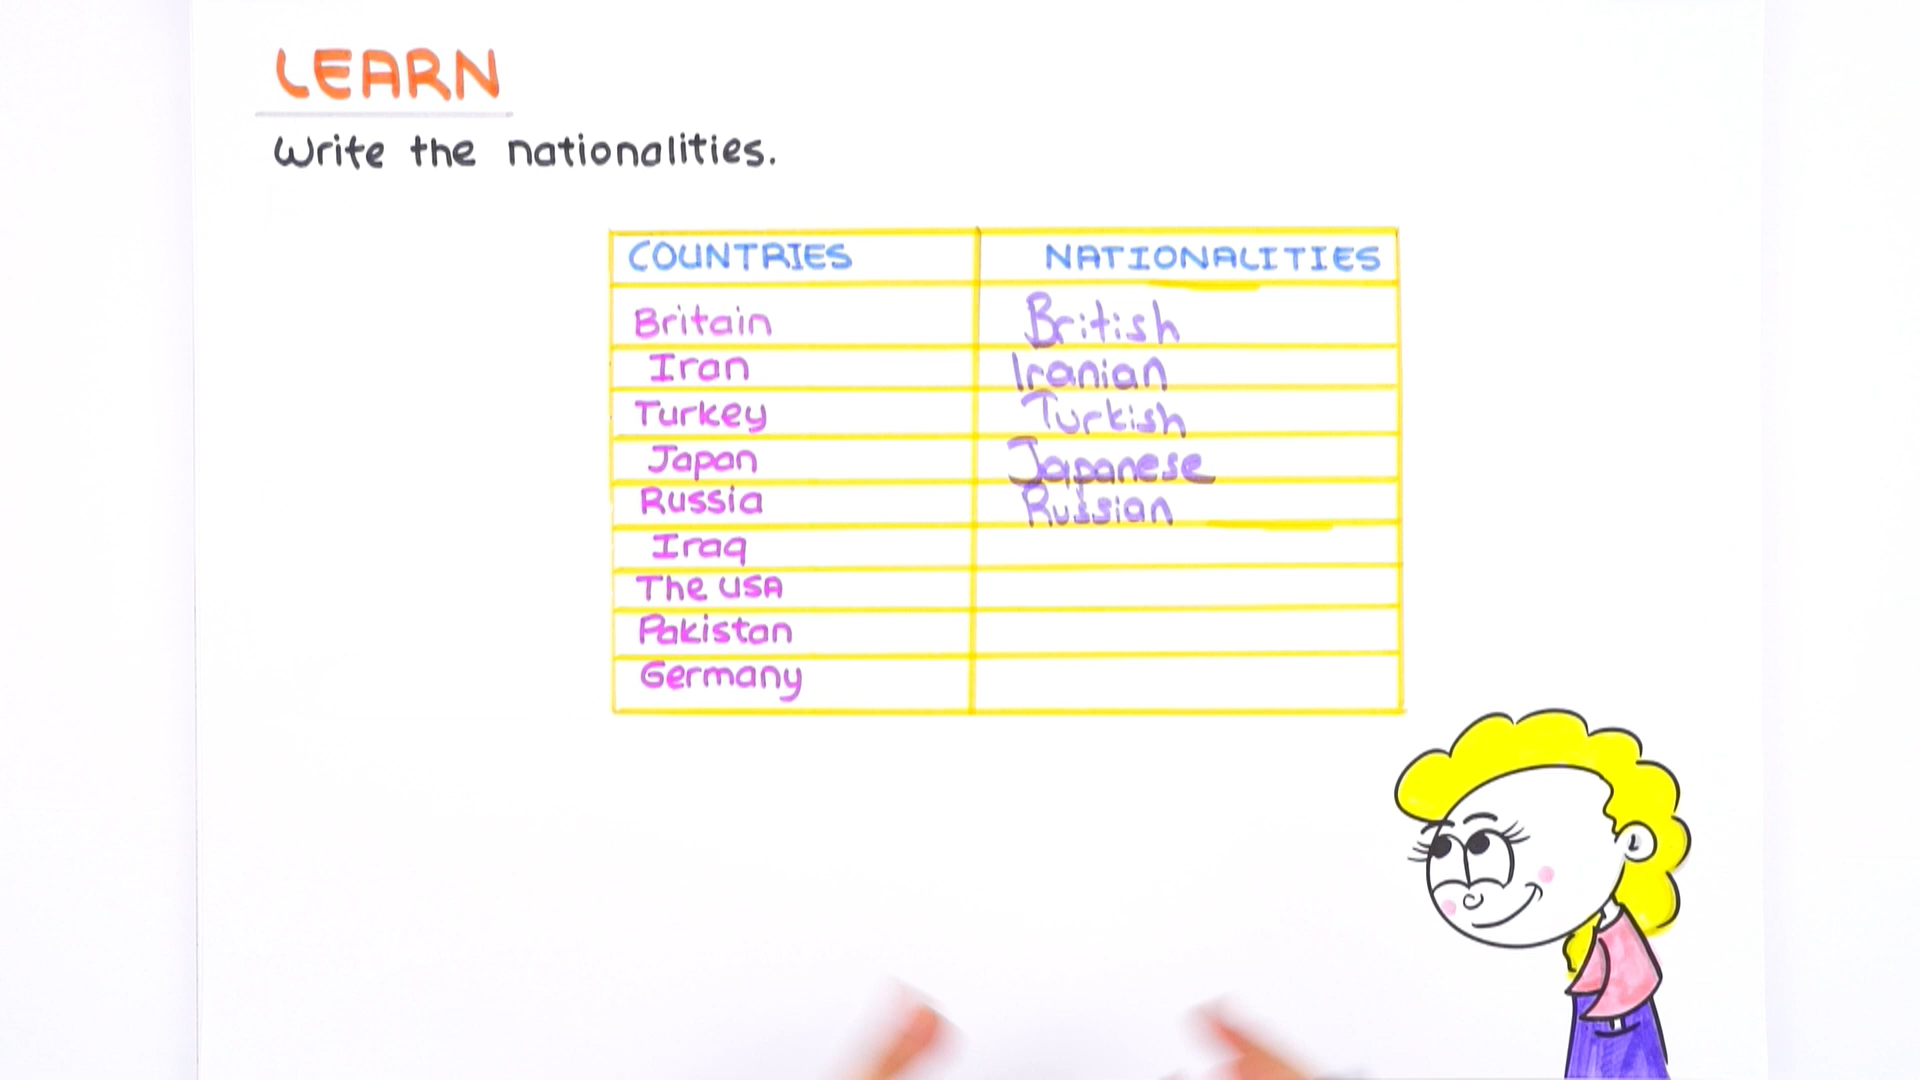 LEARN
Write the nationalities.
COUNTRIES NATIONALITIES
Britain British
Iran Iranian
Turkey Turkish
Japan Japanese
Russia Russian
Iraq
The USA
Pakistan
Germany